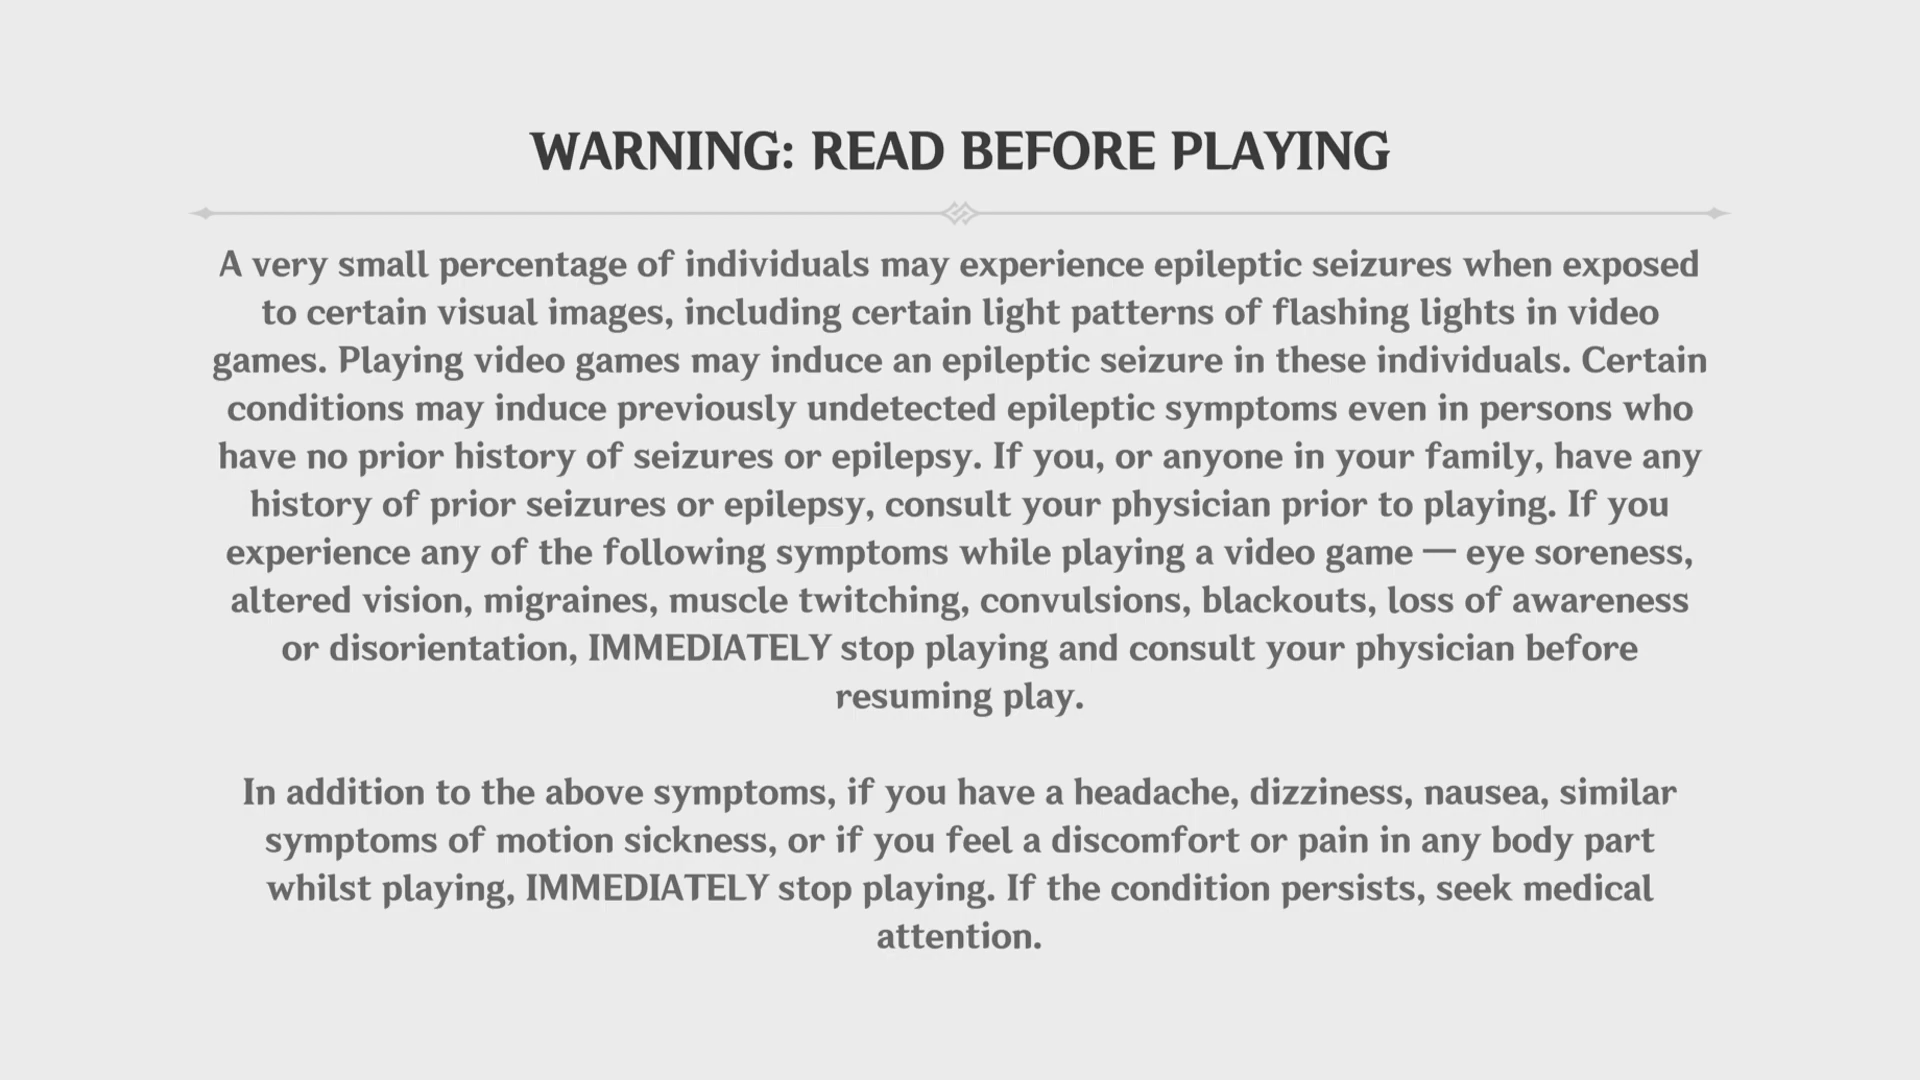 WARNING: READ BEFORE PLAYING
A very small percentage of individuals may experience epileptic seizures when exposed
to certain visual images, including certain light patterns of flashing lights in video
games. Playing video games may induce an epileptic seizure in these individuals. Certain
conditions may induce previously undetected epileptic symptoms even in persons who
have no prior history of seizures or epilepsy. If you, or anyone in your family, have any
history of prior seizures or epilepsy, consult your physician prior to playing. If you
experience any of the following symptoms while playing a video game — eye soreness,
altered vision, migraines, muscle twitching, convulsions, blackouts, loss of awareness
or disorientation, IMMEDIATELY stop playing and consult your physician before
resuming play.
In addition to the above symptoms, if you have a headache, dizziness, nausea, similar
symptoms of motion sickness, or if you feel a discomfort or pain in any body part
whilst playing, IMMEDIATELY stop playing. If the condition persists, seek medical
attention.